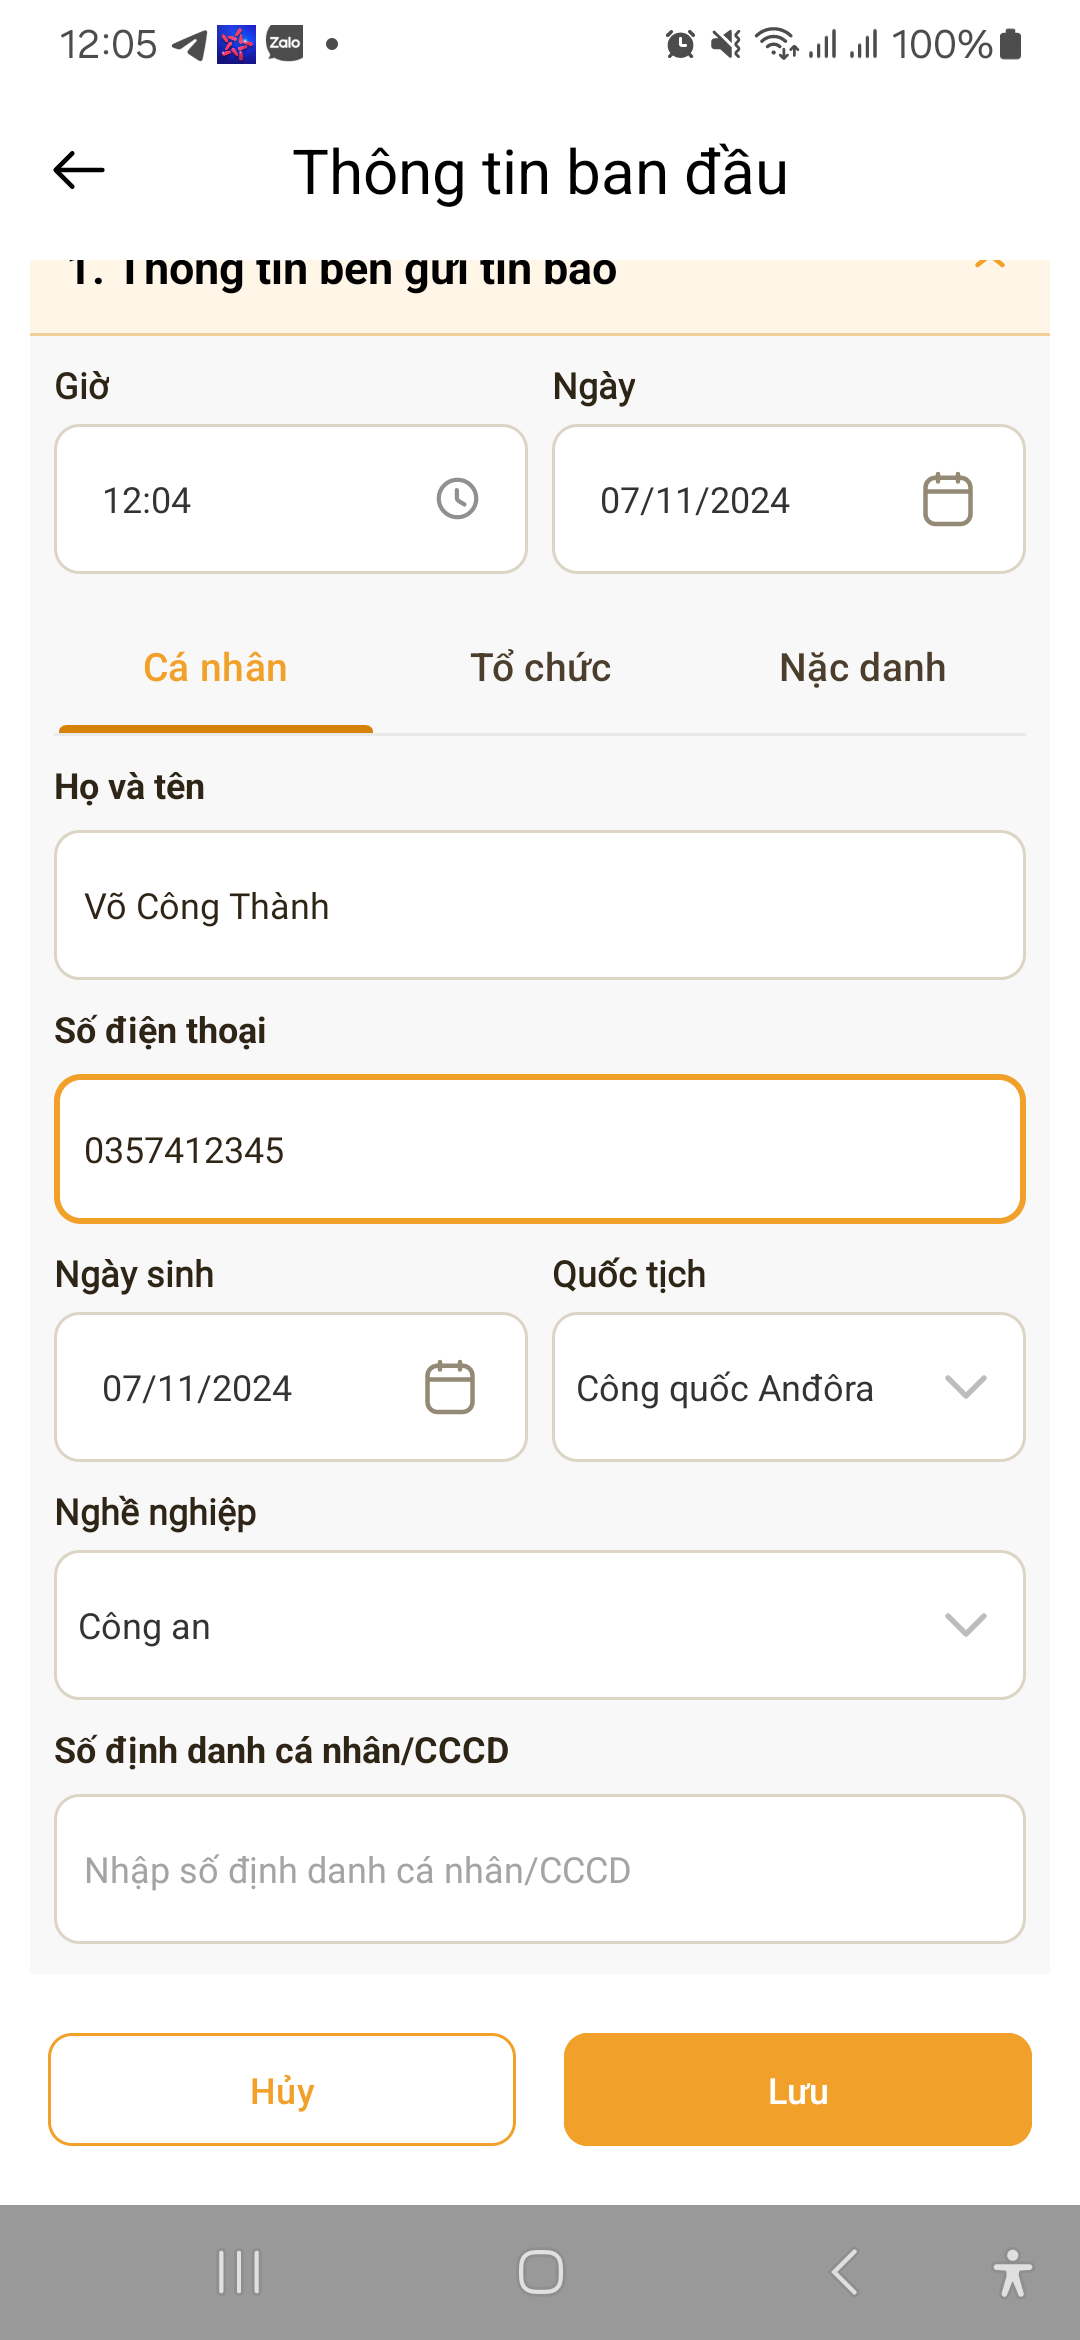 12:05 Zalo 100%
Thông tin ban đầu
1. Thông tin bên gửi tin báo
Giờ Ngày
12:04 07/11/2024
Cá nhân Tổ chức Nặc danh
Họ và tên
Võ Công Thành
Số điện thoại
0357412345
Ngày sinh Quốc tịch
07/11/2024 Công quốc Anđôra
Nghề nghiệp
Công an
Số định danh cá nhân/CCCD
Nhập số định danh cá nhân/CCCD
Hủy Lưu